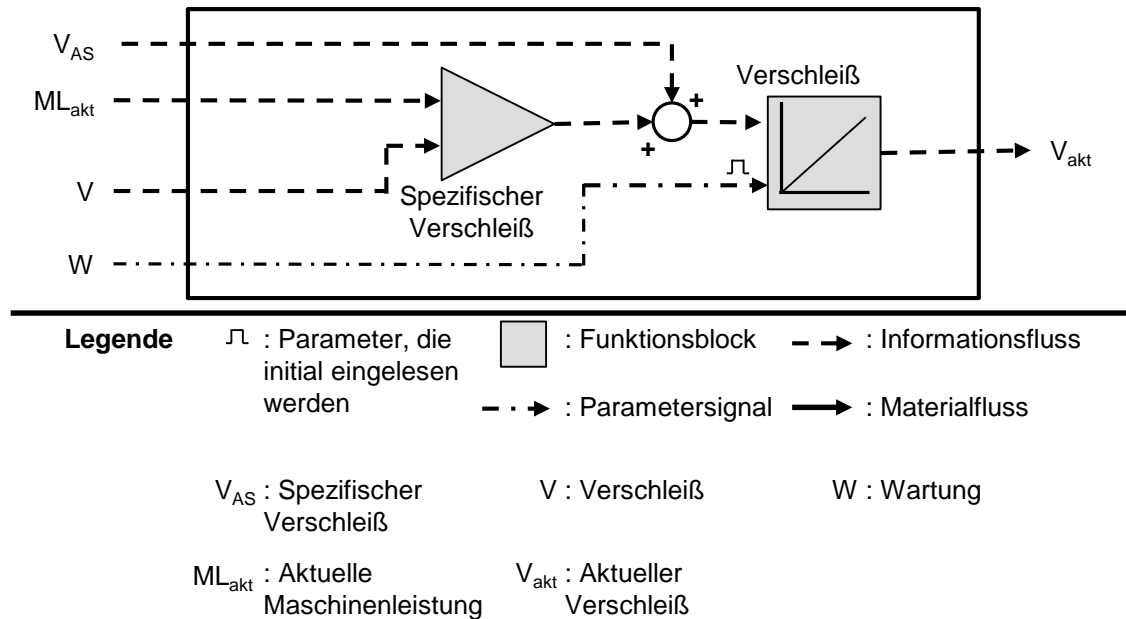 V_AS
ML_akt
V
W
Spezifischer
Verschleiß
+
+
Verschleiß
V_akt
Legende
: Parameter, die
initial eingelesen
werden
: Funktionsblock
: Informationsfluss
: Parametersignal
: Materialfluss
V_AS : Spezifischer
Verschleiß
V : Verschleiß
W : Wartung
ML_akt : Aktuelle
Maschinenleistung
V_akt : Aktueller
Verschleiß